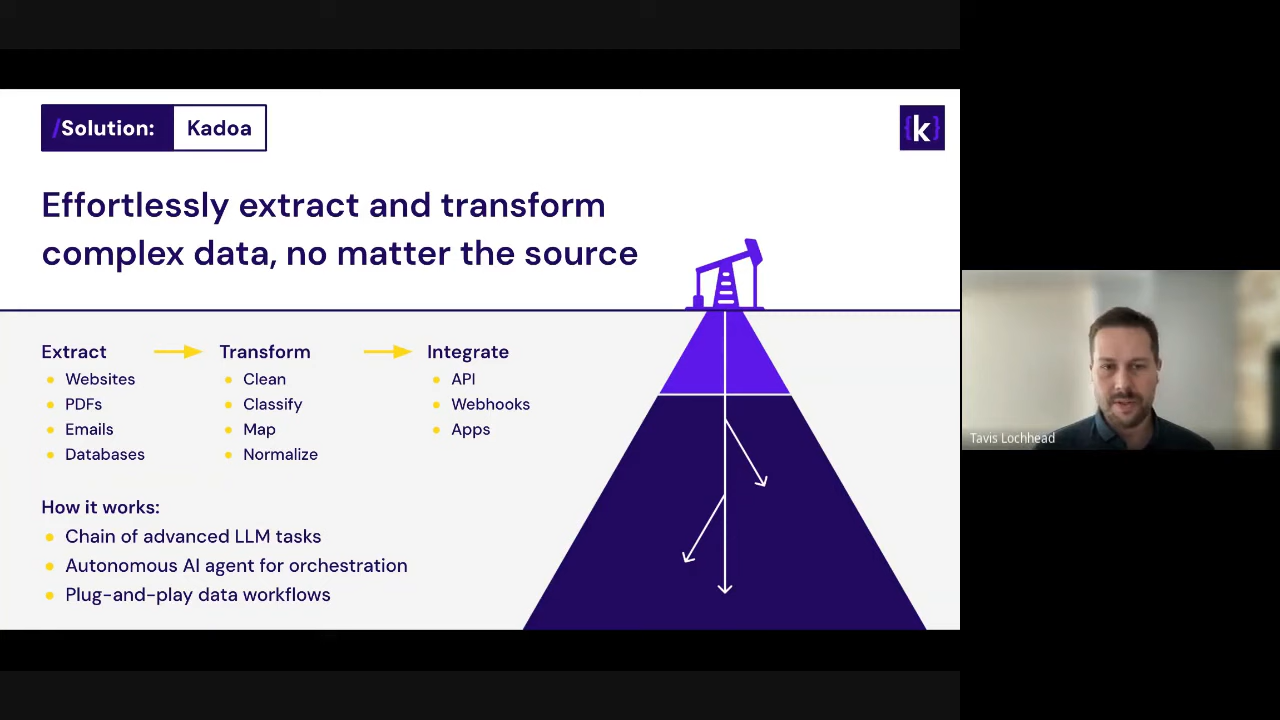 /Solution: Kadoa
{k}
Effortlessly extract and transform
complex data, no matter the source
Extract
Websites
PDFs
Emails
Databases
Transform
Clean
Classify
Map
Normalize
Integrate
API
Webhooks
Apps
How it works:
Chain of advanced LLM tasks
Autonomous AI agent for orchestration
Plug-and-play data workflows
Tavis Lochhead